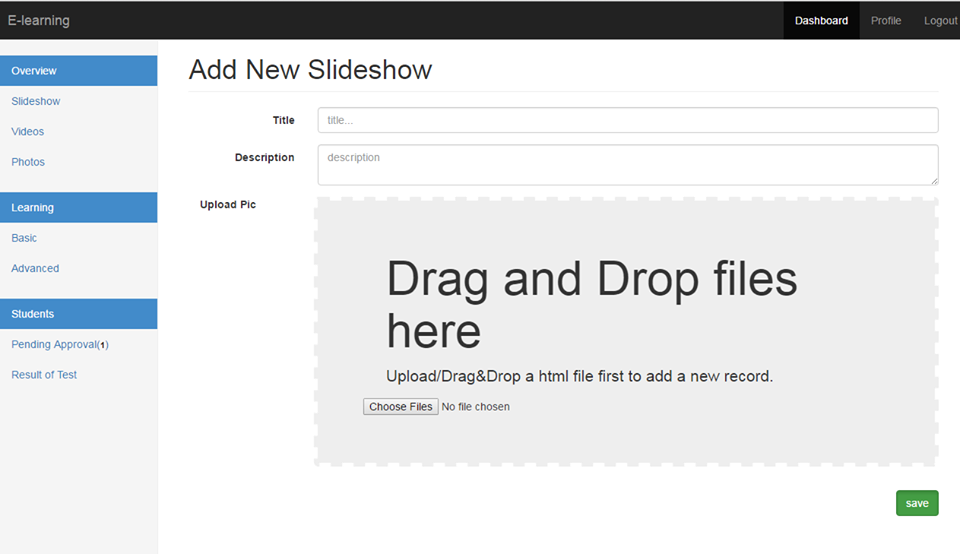 E-learning
Dashboard Profile Logout
Overview
Slideshow
Videos
Photos
Learning
Basic
Advanced
Students
Pending Approval(1)
Result of Test
Add New Slideshow
Title title...
Description description
Upload Pic
Drag and Drop files
here
Upload/Drag&Drop a html file first to add a new record.
Choose Files No file chosen
save